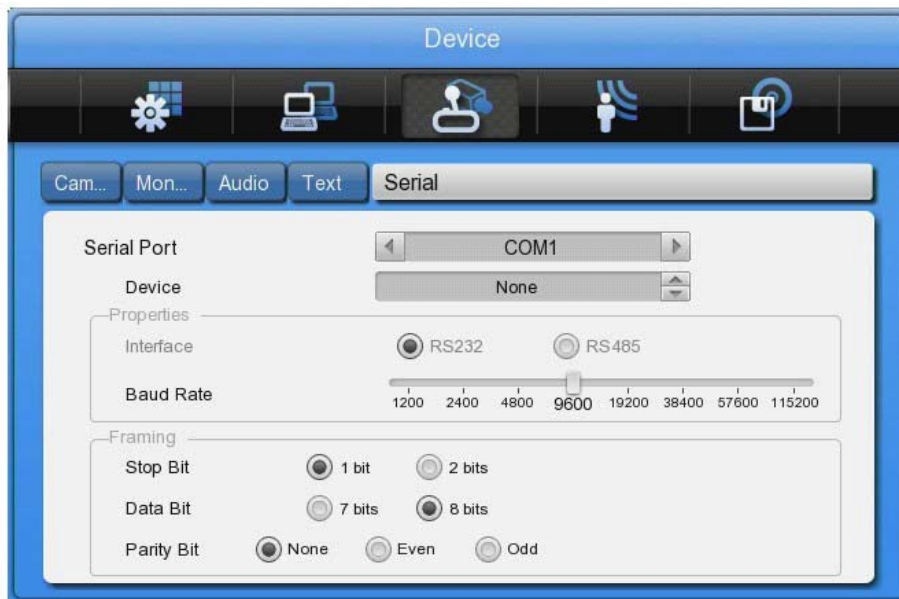 Device
Cam... Mon... Audio Text Serial
Serial Port COM1
Device None
Properties
Interface RS232 RS485
Baud Rate
1200 2400 4800 9600 19200 38400 57600 115200
Framing
Stop Bit 1 bit 2 bits
Data Bit 7 bits 8 bits
Parity Bit None Even Odd